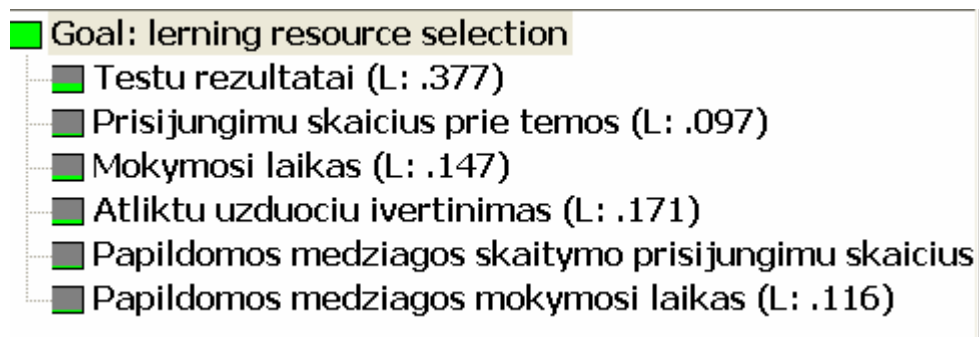 Goal: lerning resource selection
Testu rezultatai (L: .377)
Prisijungimu skaicius prie temos (L: .097)
Mokymosi laikas (L: .147)
Atliktu uzduociu ivertinimas (L: .171)
Papildomos medziagos skaitymo prisijungimu skaicius
Papildomos medziagos mokymosi laikas (L: .116)